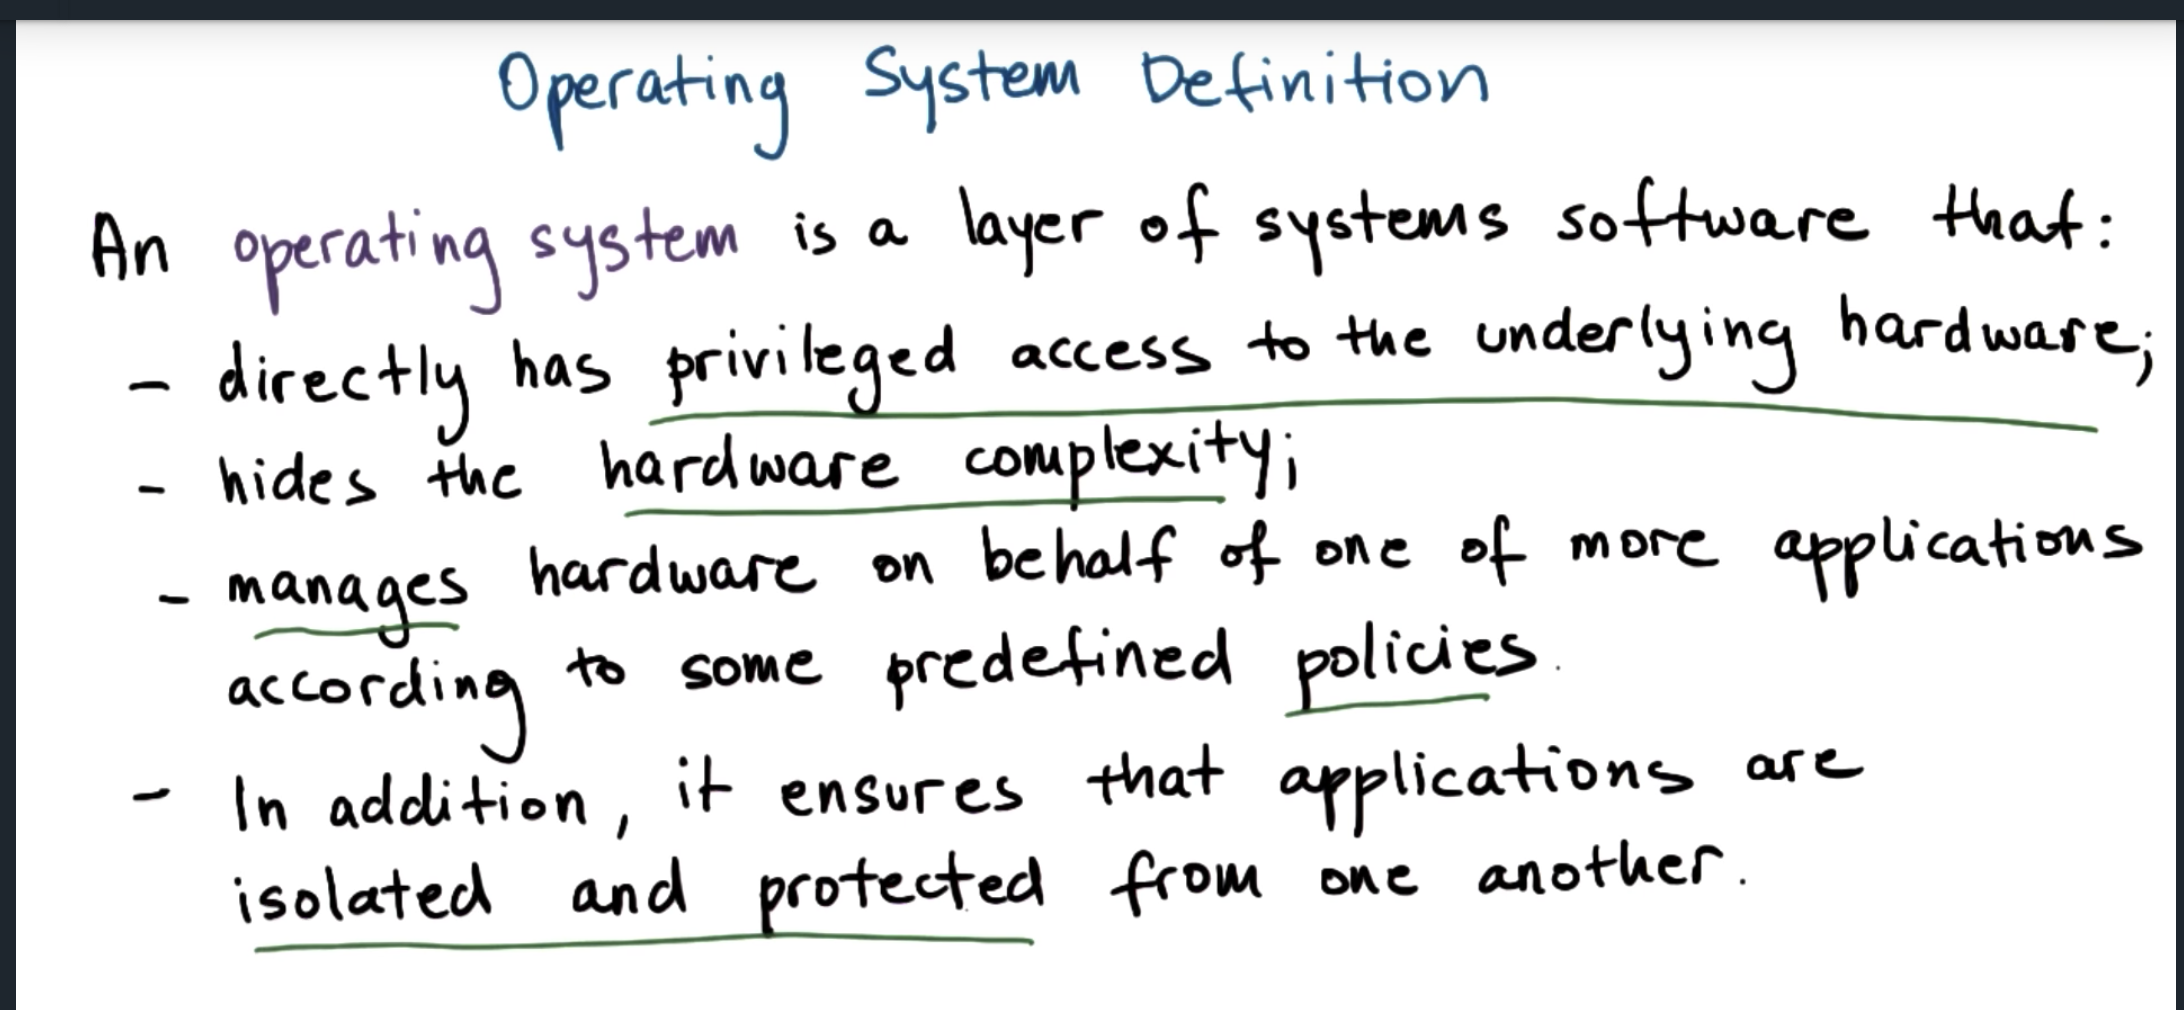 Operating System Definition
An operating system is a layer of systems software that:
- directly has privileged access to the underlying hardware;
- hides the hardware complexity;
- manages hardware on behalf of one of more applications
according to some predefined policies.
- In addition, it ensures that applications are
isolated and protected from one another.